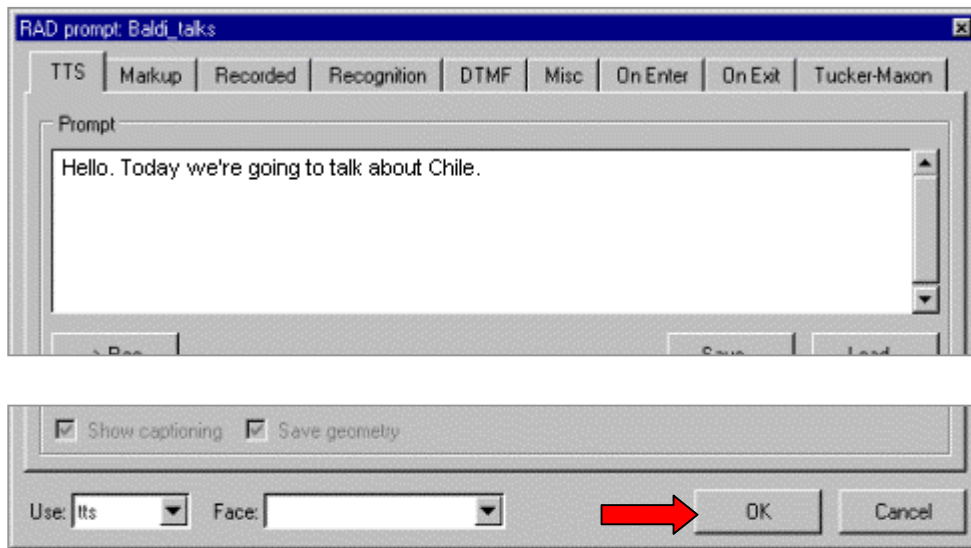 RAD prompt: Baldi_talks
TTS Markup Recorded Recognition DTMF Misc On Enter On Exit Tucker-Maxon
Prompt
Hello. Today we're going to talk about Chile.
Show captioning Save geometry
Use: tts Face: OK Cancel